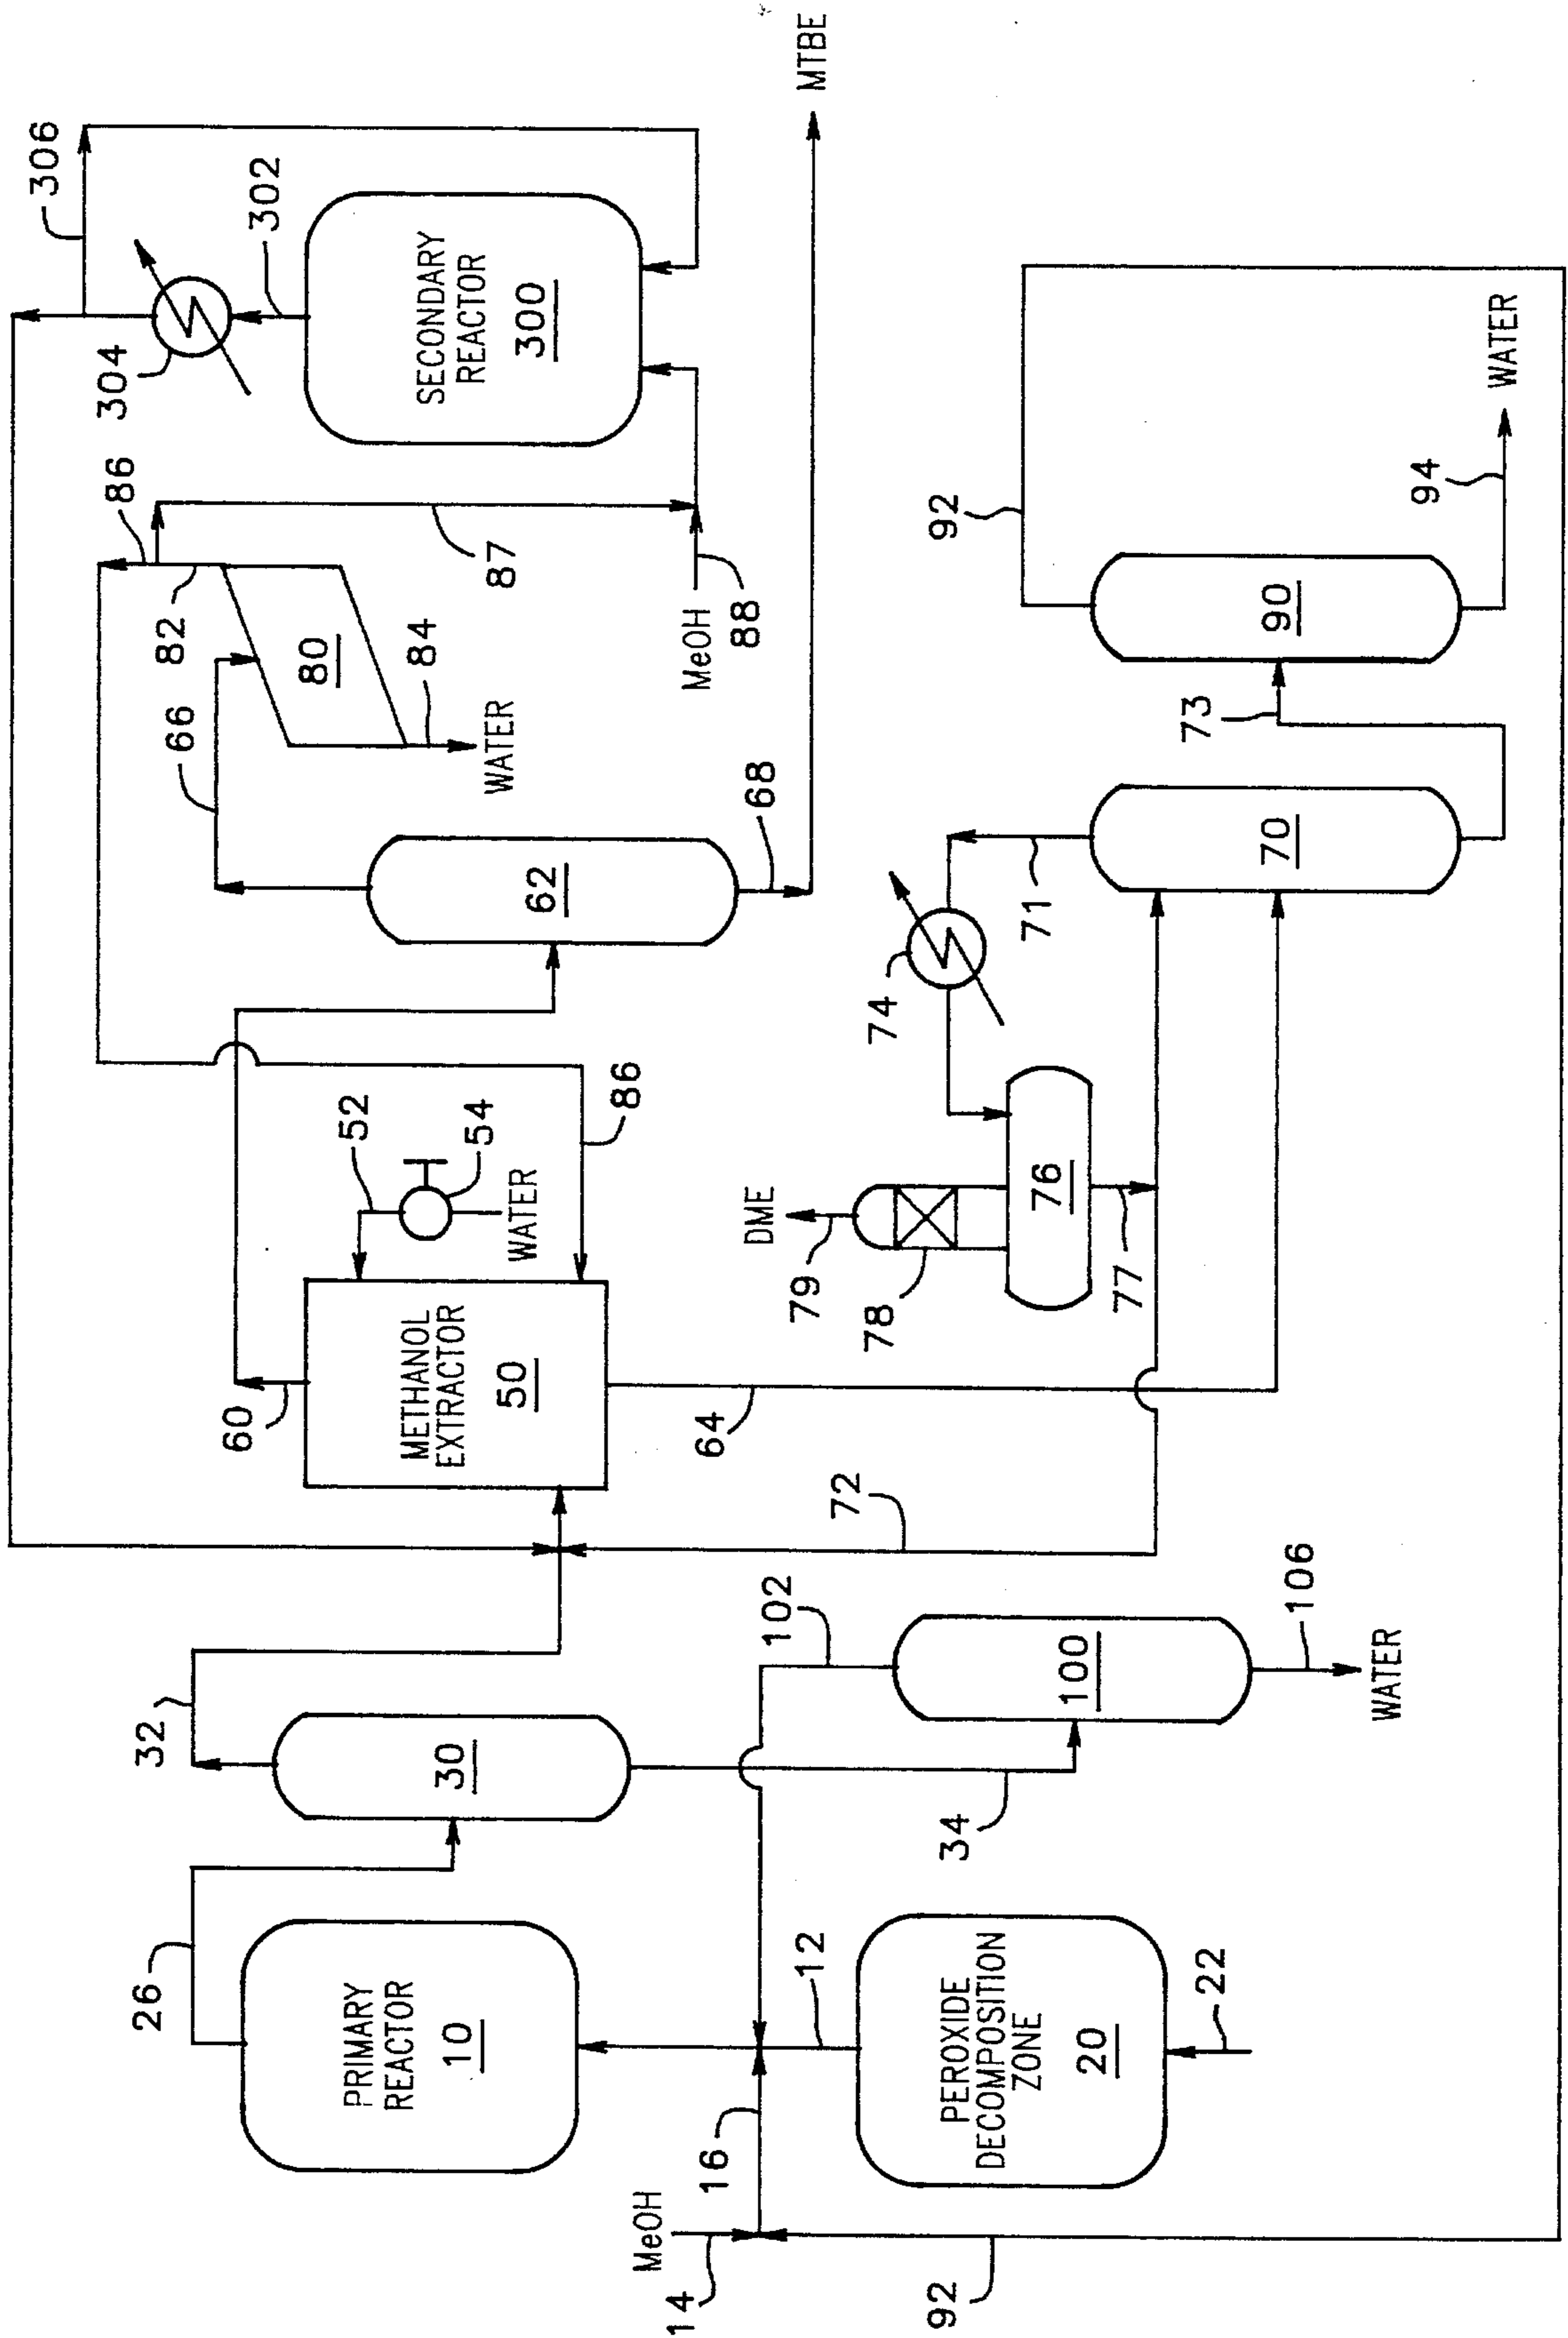 26
PRIMARY
REACTOR
10
MeOH
14
16
12
PEROXIDE
DECOMPOSITION
ZONE
20
22
92
32
30
34
102
100
106
WATER
60
METHANOL
EXTRACTOR
50
52
54
WATER
86
64
72
DME
79
78
76
77
74
71
70
73
66
62
68
82
86
80
84
WATER
87
MeOH
88
306
304
302
SECONDARY
REACTOR
300
MTBE
92
90
94
WATER